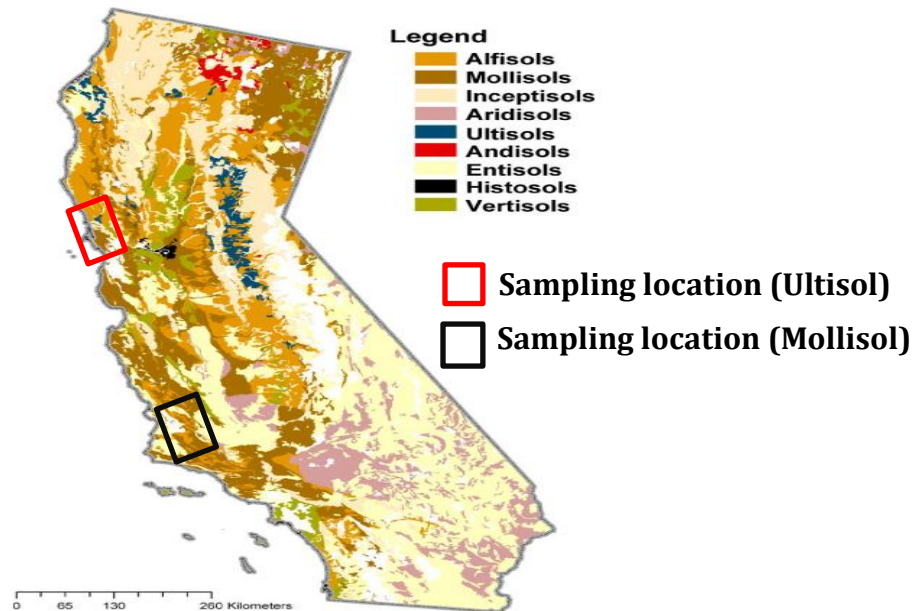 Legend
Alfisols
Mollisols
Inceptisols
Aridisols
Ultisols
Andisols
Entisols
Histosols
Vertisols
Sampling location (Ultisol)
Sampling location (Mollisol)
0 65 130 260 Kilometers